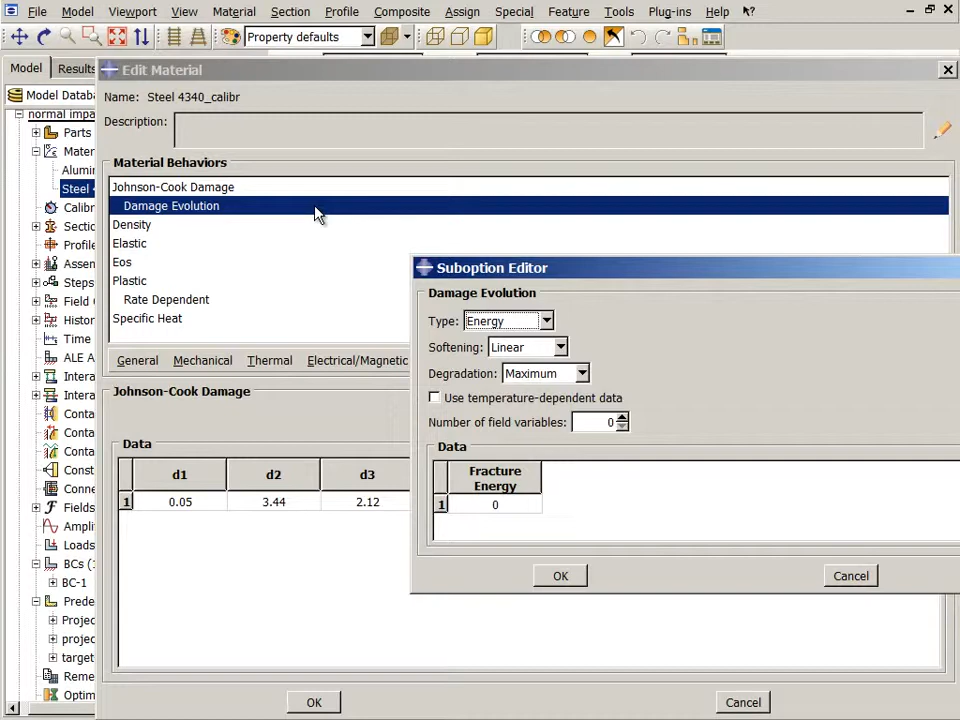 File Model Viewport View Material Section Profile Composite Assign Special Feature Tools Plug-ins Help
Property defaults
Model Results
Edit Material
Model Databa
Name: Steel 4340_calibr
normal impa
Description:
Parts
Mater
Material Behaviors
Alumin
Steel
Calibr
Sectio
Profile
Assem
Steps
Field O
Histor
Time
ALE A
Intera
Intera
Conta
Conta
Conta
Const
Conne
Fields
Ampli
Loads
BCs (1
BC-1
Prede
Projec
projec
target
Reme
Optim
Johnson-Cook Damage
Damage Evolution
Density
Elastic
Eos
Plastic
Rate Dependent
Specific Heat
General Mechanical Thermal Electrical/Magnetic
Johnson-Cook Damage
Data
d1 d2 d3
1 0.05 3.44 2.12
OK Cancel
Suboption Editor
Damage Evolution
Type: Energy
Softening: Linear
Degradation: Maximum
Use temperature-dependent data
Number of field variables: 0
Data
Fracture
Energy
1 0
OK Cancel